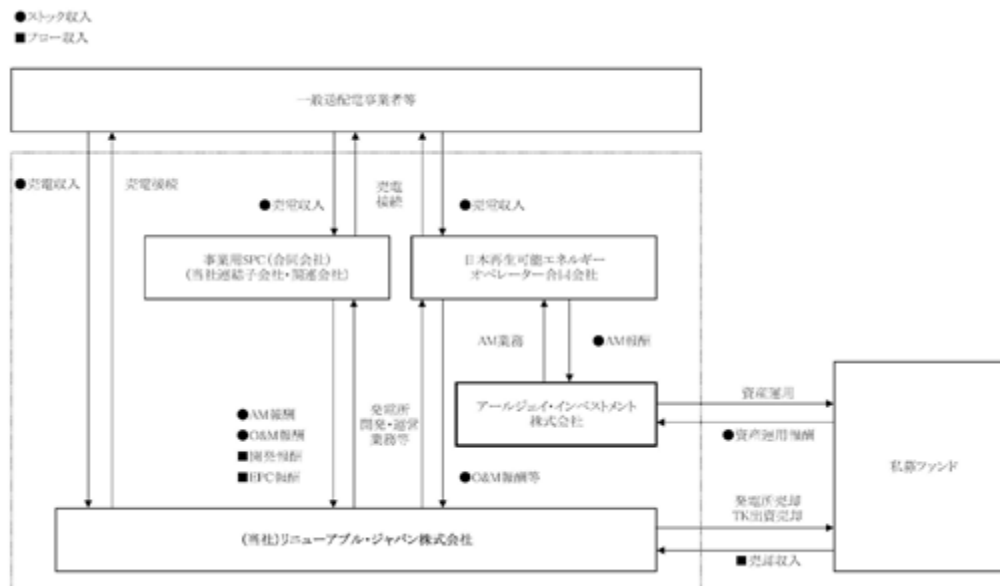 ●ストック収入
■フロー収入
一般送配電事業者等
●売電収入
売電接続
●売電収入
売電
接続
●売電収入
事業用SPC(合同会社)
(当社連結子会社・関連会社)
日本再生可能エネルギー
オペレーター合同会社
AM業務
●AM報酬
アールジェイ・インベストメント
株式会社
資産運用
●資産運用報酬
私募ファンド
●AM報酬
●O&M報酬
■開発報酬
■EPC報酬
発電所
開発・運営
業務等
●O&M報酬等
発電所売却
TK出資売却
■売却収入
(当社)リニューアブル・ジャパン株式会社